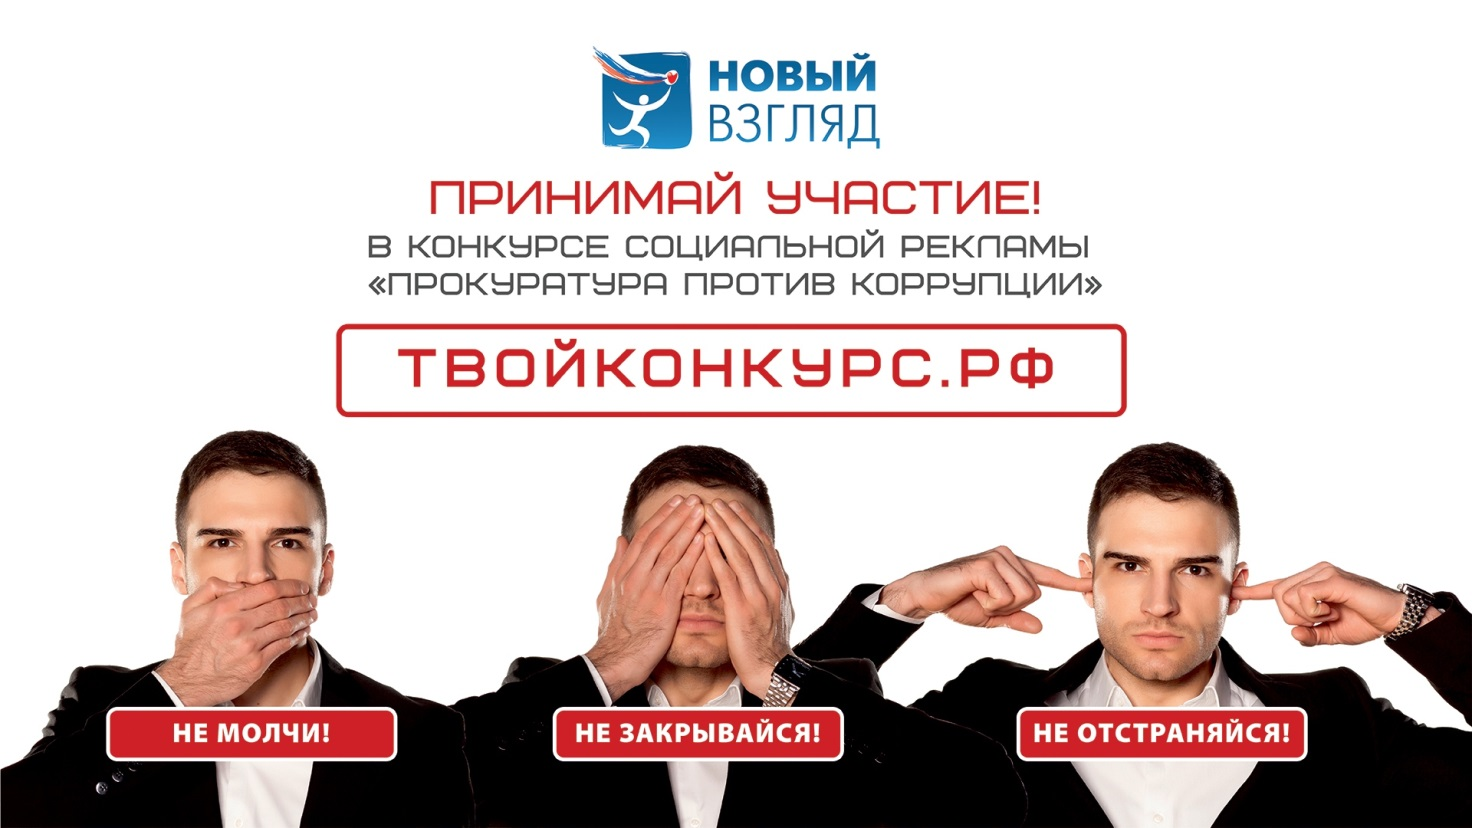 НОВЫЙ
ВЗГЛЯД
ПРИНИМАЙ УЧАСТИЕ!
В КОНКУРСЕ СОЦИАЛЬНОЙ РЕКЛАМЫ
«ПРОКУРАТУРА ПРОТИВ КОРРУПЦИИ»
ТВОЙКОНКУРС.РФ
НЕ МОЛЧИ!
НЕ ЗАКРЫВАЙСЯ!
НЕ ОТСТРАНЯЙСЯ!